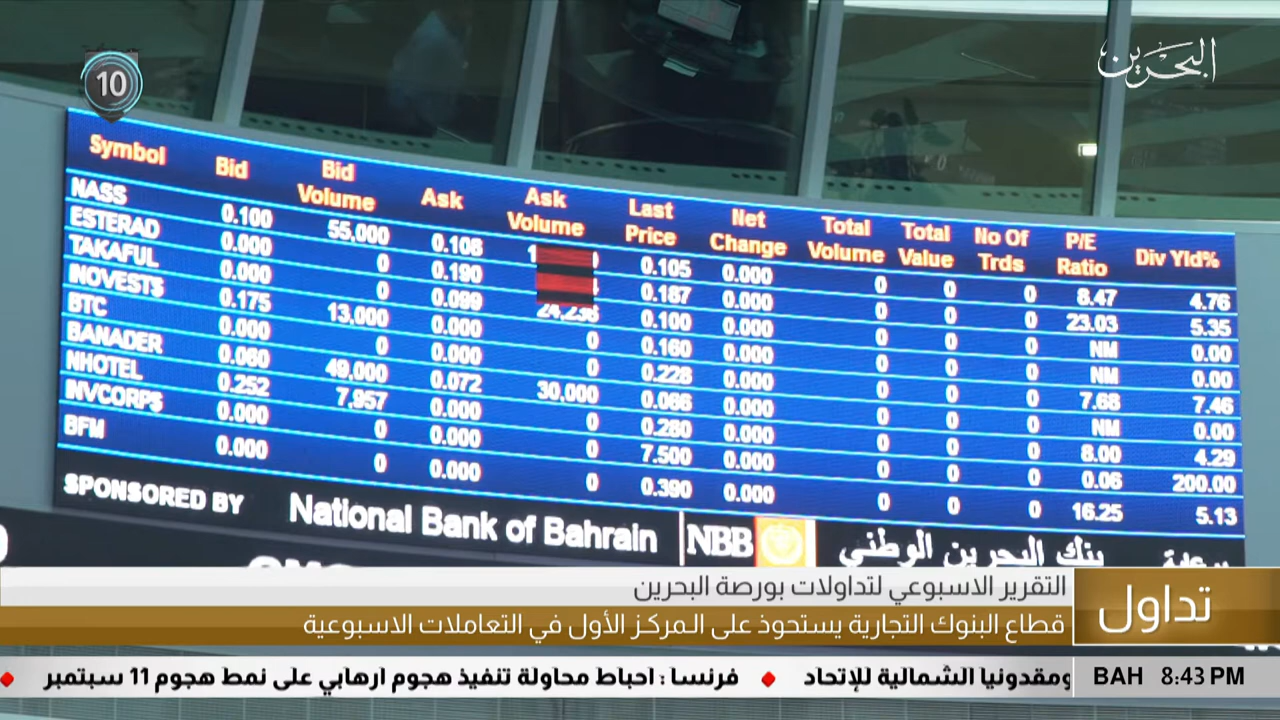 البحرين
10
Symbol Bid Bid Volume Ask Ask Volume Last Price Net Change Total Volume Total Value No Of Trds P/E Ratio Div Yld%
NASS 0.100 55,000 0.106 0.105 0.000 0 0 0 8.47 4.76
ESTERAD 0.000 0 0.190 0.187 0.000 0 0 0 23.03 5.35
TAKAFUL 0.000 0 0.099 0.100 0.000 0 0 0 NM 0.00
INOVEST$ 0.175 13,000 0.000 0 0.160 0.000 0 0 0 NM 0.00
BTC 0.000 0 0.000 0 0.228 0.000 0 0 0 7.68 7.46
BANADER 0.060 49,000 0.072 30,000 0.066 0.000 0 0 0 NM 0.00
NHOTEL 0.252 7,957 0.000 0 0.280 0.000 0 0 0 8.00 4.29
INVCORP$ 0.000 0 0.000 0 7.500 0.000 0 0 0 0.06 200.00
BFM 0.000 0 0.000 0 0.390 0.000 0 0 0 16.25 5.13
SPONSORED BY National Bank of Bahrain NBB بنك البحرين الوطني
التقرير الاسبوعي لتداولات بورصة البحرين
تداول
قطاع البنوك التجارية يستحوذ على المركز الأول في التعاملات الاسبوعية
ومقدونيا الشمالية للإتحاد ♦ فرنسا : احباط محاولة تنفيذ هجوم ارهابي على نمط هجوم 11 سبتمبر ♦
BAH 8:43 PM